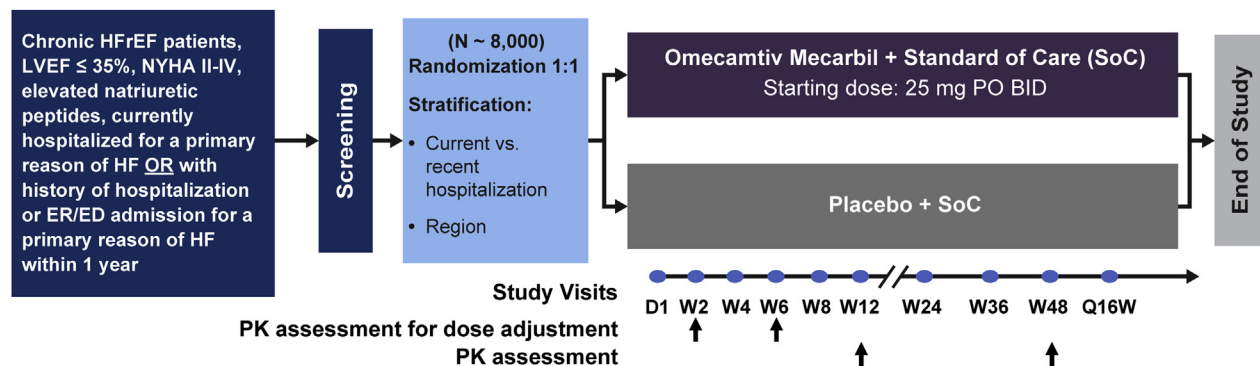 Chronic HFrEF patients,
LVEF ≤ 35%, NYHA II-IV,
elevated natriuretic
peptides, currently
hospitalized for a primary
reason of HF OR with
history of hospitalization
or ER/ED admission for a
primary reason of HF
within 1 year
Screening
(N ~ 8,000)
Randomization 1:1
Stratification:
• Current vs.
recent
hospitalization
• Region
Omecamtiv Mecarbil + Standard of Care (SoC)
Starting dose: 25 mg PO BID
Placebo + SoC
End of Study
Study Visits
D1 W2 W4 W6 W8 W12 W24 W36 W48 Q16W
PK assessment for dose adjustment
PK assessment